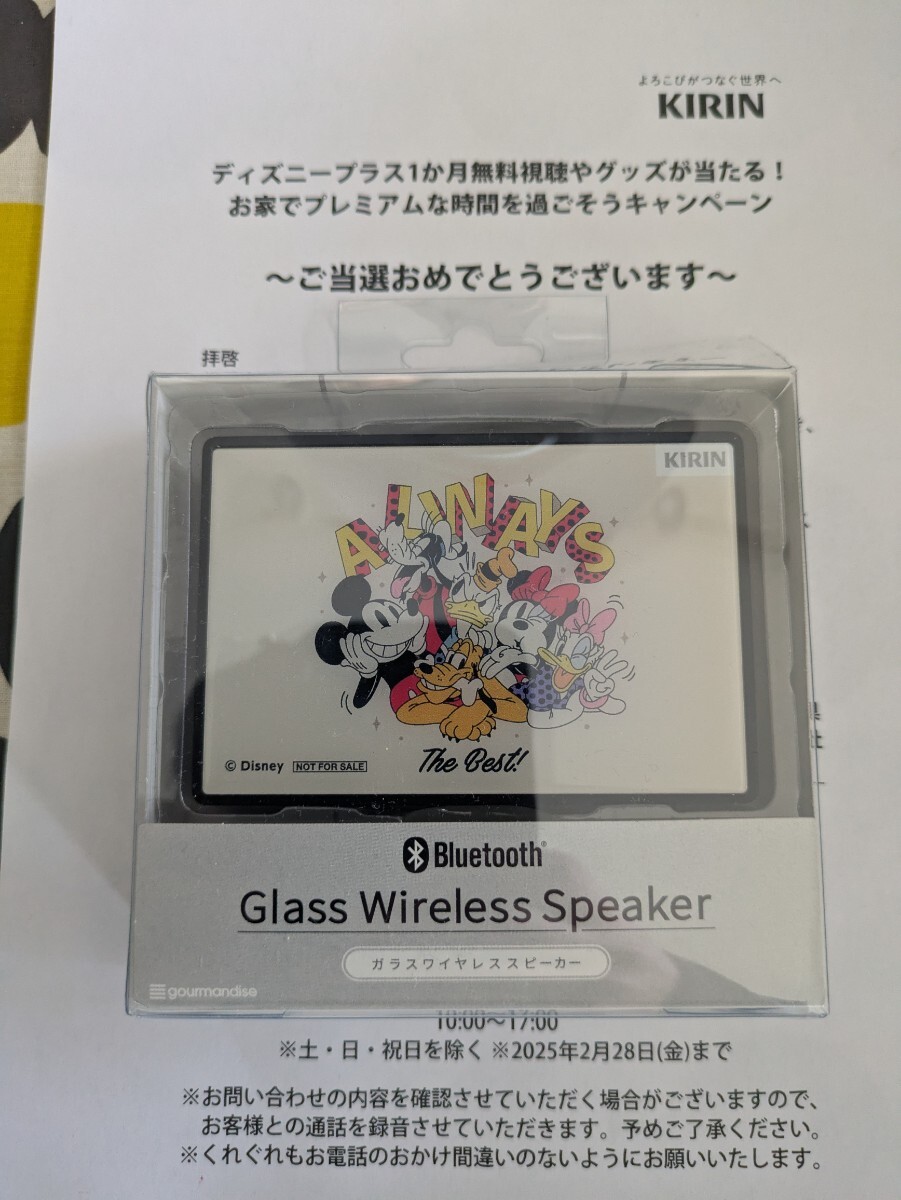 よろこびがつなぐ世界へ
KIRIN
ディズニープラス1か月無料視聴やグッズが当たる！
お家でプレミアムな時間を過ごそうキャンペーン
～ご当選おめでとうございます～
拝啓
KIRIN
ALWAYS
The Best!
© Disney NOT FOR SALE
Bluetooth®
Glass Wireless Speaker
ガラスワイヤレススピーカー
gourmandise
10:00～17:00
※土・日・祝日を除く ※2025年2月28日(金)まで
※お問い合わせの内容を確認させていただく場合がございますので、
お客様との通話を録音させていただきます。予めご了承ください。
※くれぐれもお電話のおかけ間違いのないようにお願いいたします。